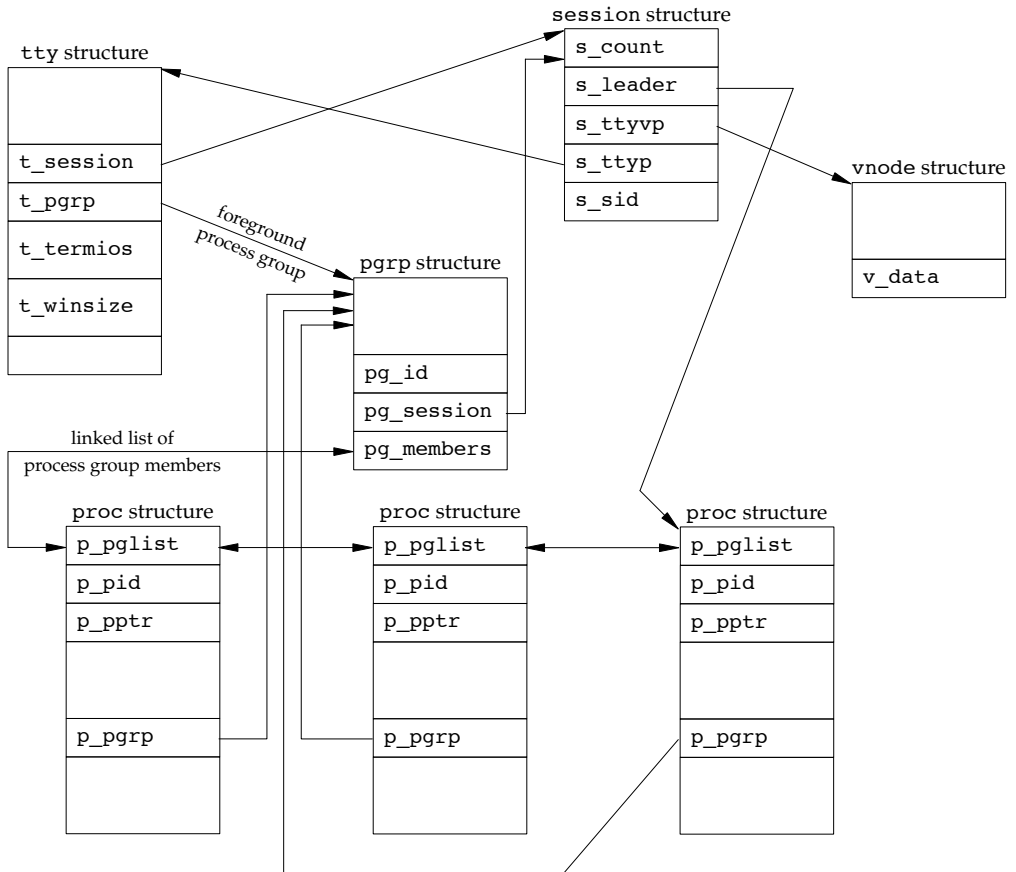 session structure
s_count
s_leader
s_ttyvp
s_ttyp
s_sid
tty structure
t_session
t_pgrp
t_termios
t_winsize
foreground
process group
vnode structure
v_data
pgrp structure
pg_id
pg_session
pg_members
linked list of
process group members
proc structure
p_pglist
p_pid
p_pptr
p_pgrp
proc structure
p_pglist
p_pid
p_pptr
p_pgrp
proc structure
p_pglist
p_pid
p_pptr
p_pgrp